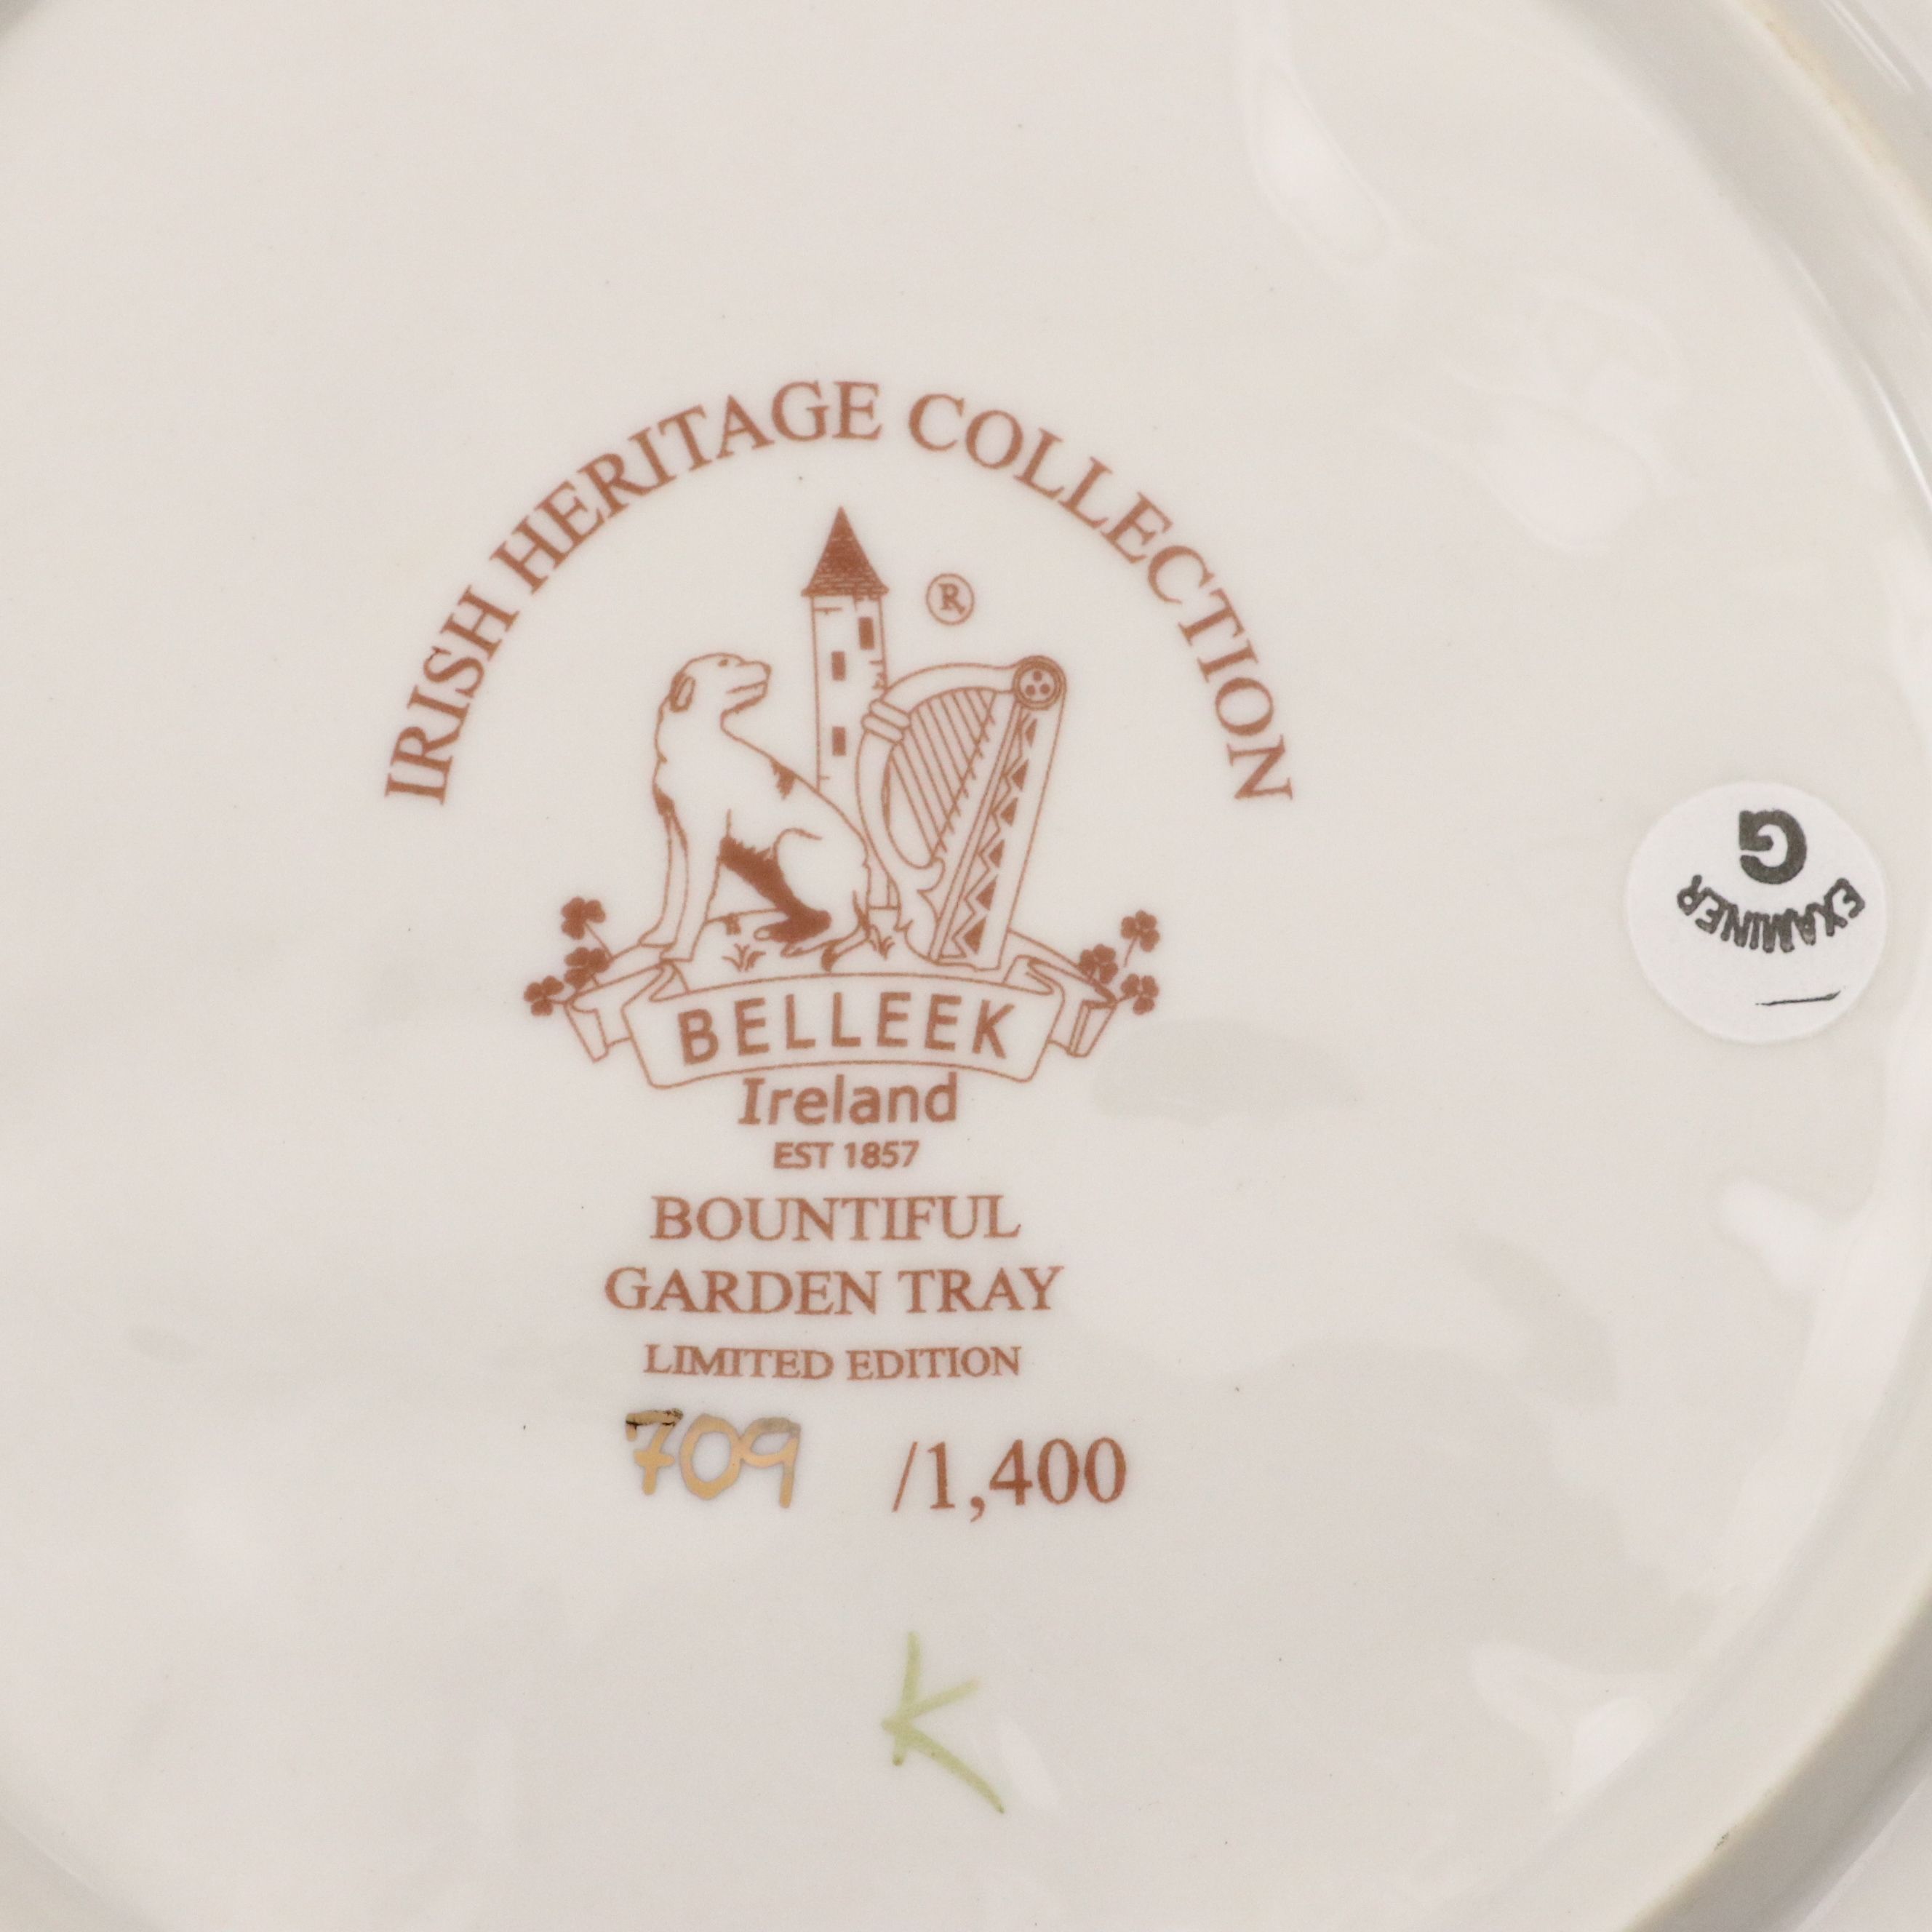 IRISH HERITAGE COLLECTION
®
BELLEEK
Ireland
EST 1857
BOUNTIFUL
GARDEN TRAY
LIMITED EDITION
709 /1,400
K
G
EXAMINER